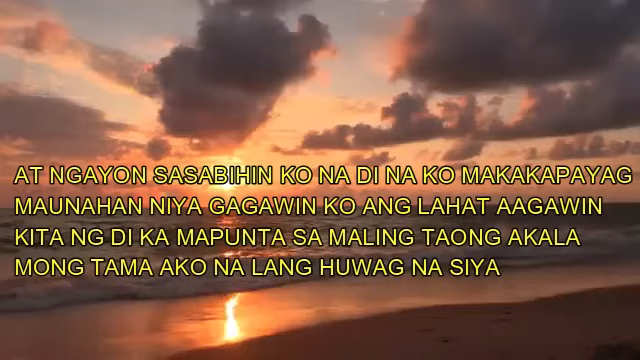 AT NGAYON SASABIHIN KO NA DI NA KO MAKAKAPAYAG
MAUNAHAN NIYA GAGAWIN KO ANG LAHAT AAGAWIN
KITA NG DI KA MAPUNTA SA MALING TAONG AKALA
MONG TAMA AKO NA LANG HUWAG NA SIYA